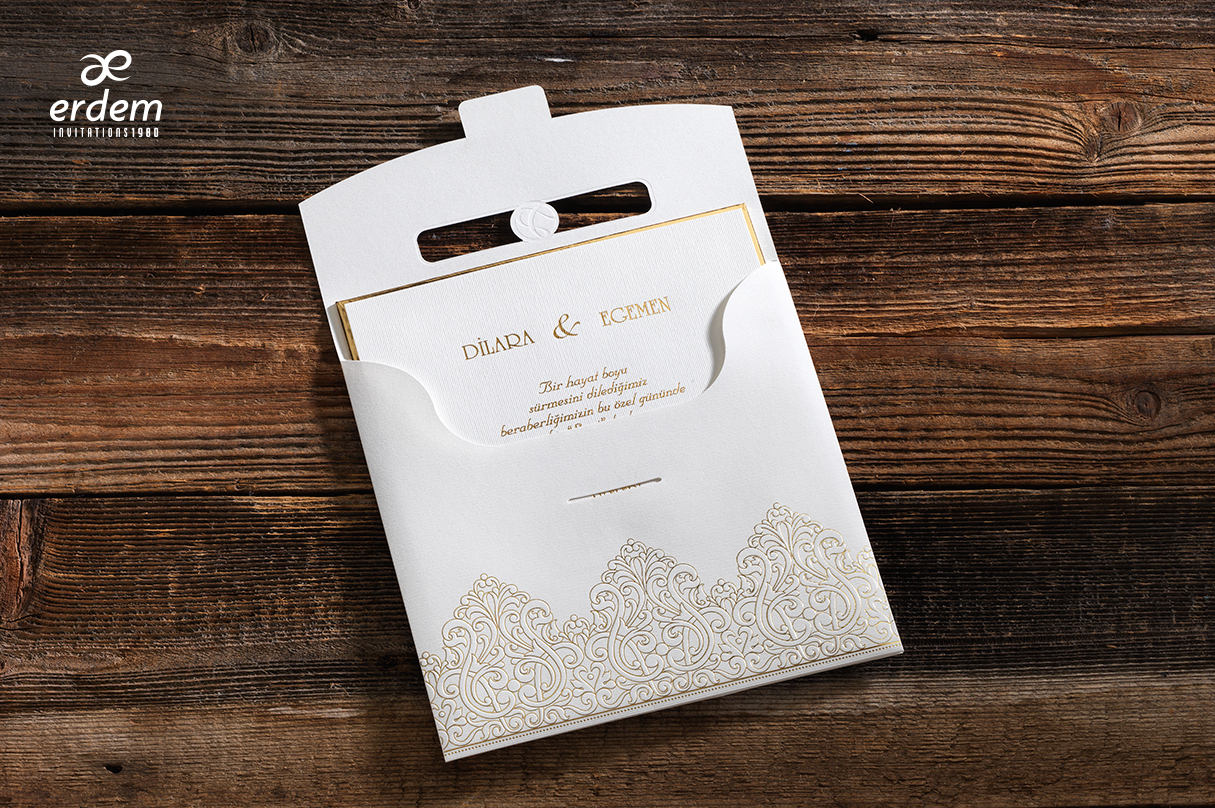 erdem
INVITATIONS1980
DİLARA & EGEMEN
Bir hayat boyu
sürmesini dilediğimiz
beraberliğimizin bu özel gününde